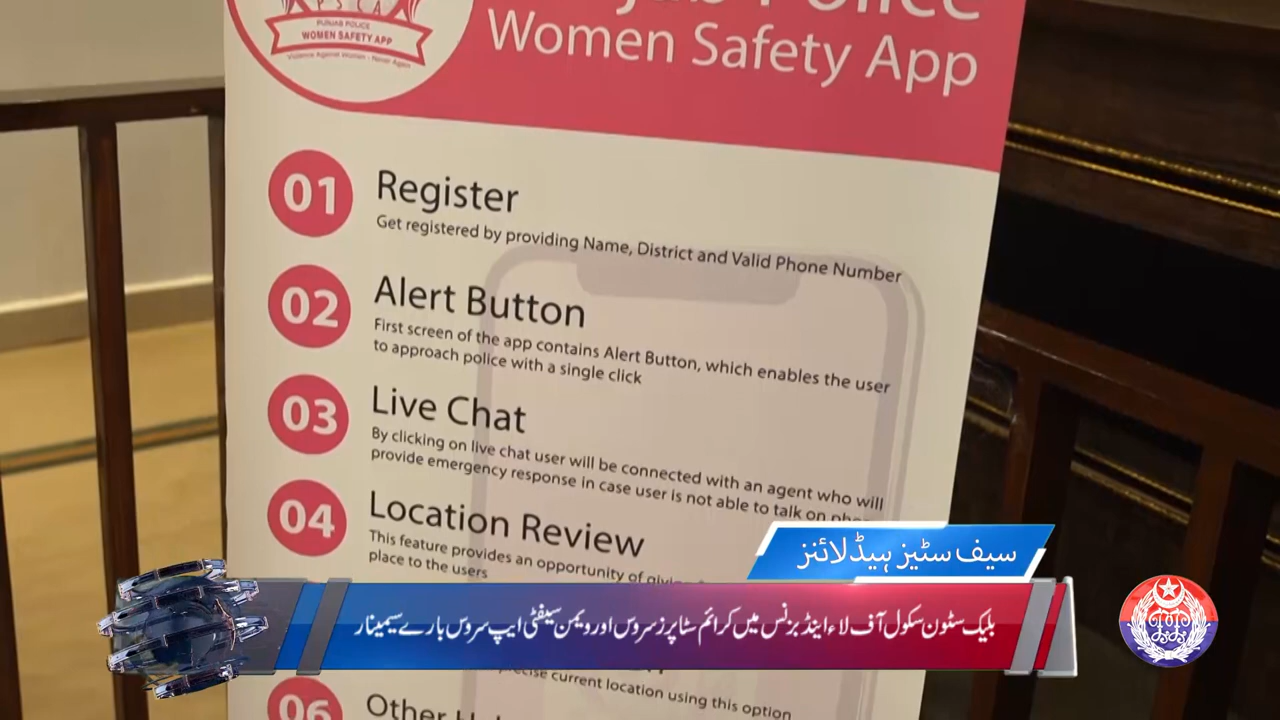 PSCA
PUNJAB POLICE
WOMEN SAFETY APP
Violence Against Women - Never Again
Police
Women Safety App
01
Register
Get registered by providing Name, District and Valid Phone Number
02
Alert Button
First screen of the app contains Alert Button, which enables the user
to approach police with a single click
03
Live Chat
By clicking on live chat user will be connected with an agent who will
provide emergency response in case user is not able to talk on
04
Location Review
This feature provides an opportunity of
place to the users
سیف سٹیز ہیڈلائنز
بلیک سٹون سکول آف لاء اینڈ بزنس میں کرائم سٹاپرز سروس اور ویمن سیفٹی ایپ سروس بارے سیمینار
current location using this option
06
Other